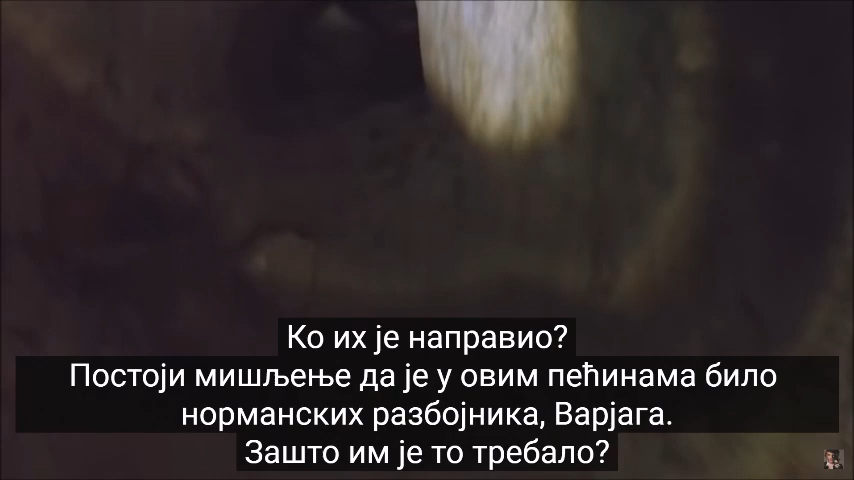 Ко их је направио?
Постоји мишљење да је у овим пећинама било
норманских разбојника, Варјага.
Зашто им је то требало?